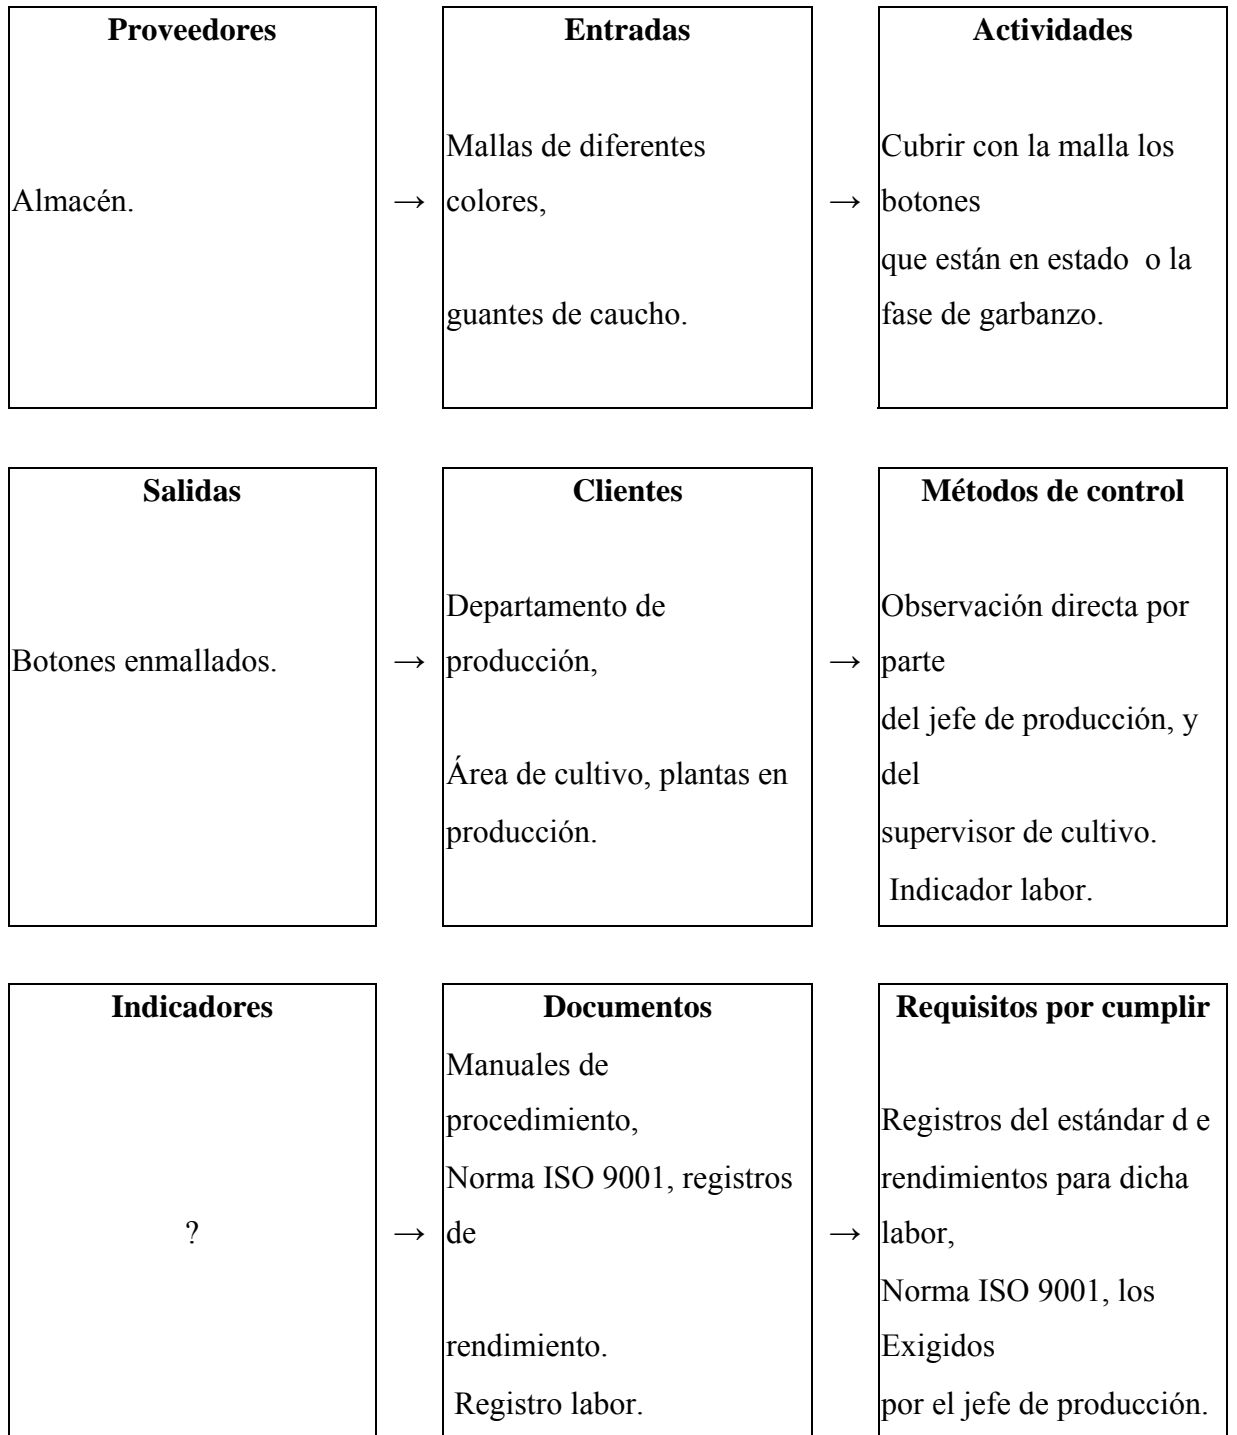 Proveedores
Almacén.
→
Entradas
Mallas de diferentes
colores,
guantes de caucho.
→
Actividades
Cubrir con la malla los
botones
que están en estado  o la
fase de garbanzo.
Salidas
Botones enmallados.
→
Clientes
Departamento de
producción,
Área de cultivo, plantas en
producción.
→
Métodos de control
Observación directa por
parte
del jefe de producción, y
del
supervisor de cultivo.
Indicador labor.
Indicadores
?
→
Documentos
Manuales de
procedimiento,
Norma ISO 9001, registros
de
rendimiento.
Registro labor.
→
Requisitos por cumplir
Registros del estándar d e
rendimientos para dicha
labor,
Norma ISO 9001, los
Exigidos
por el jefe de producción.